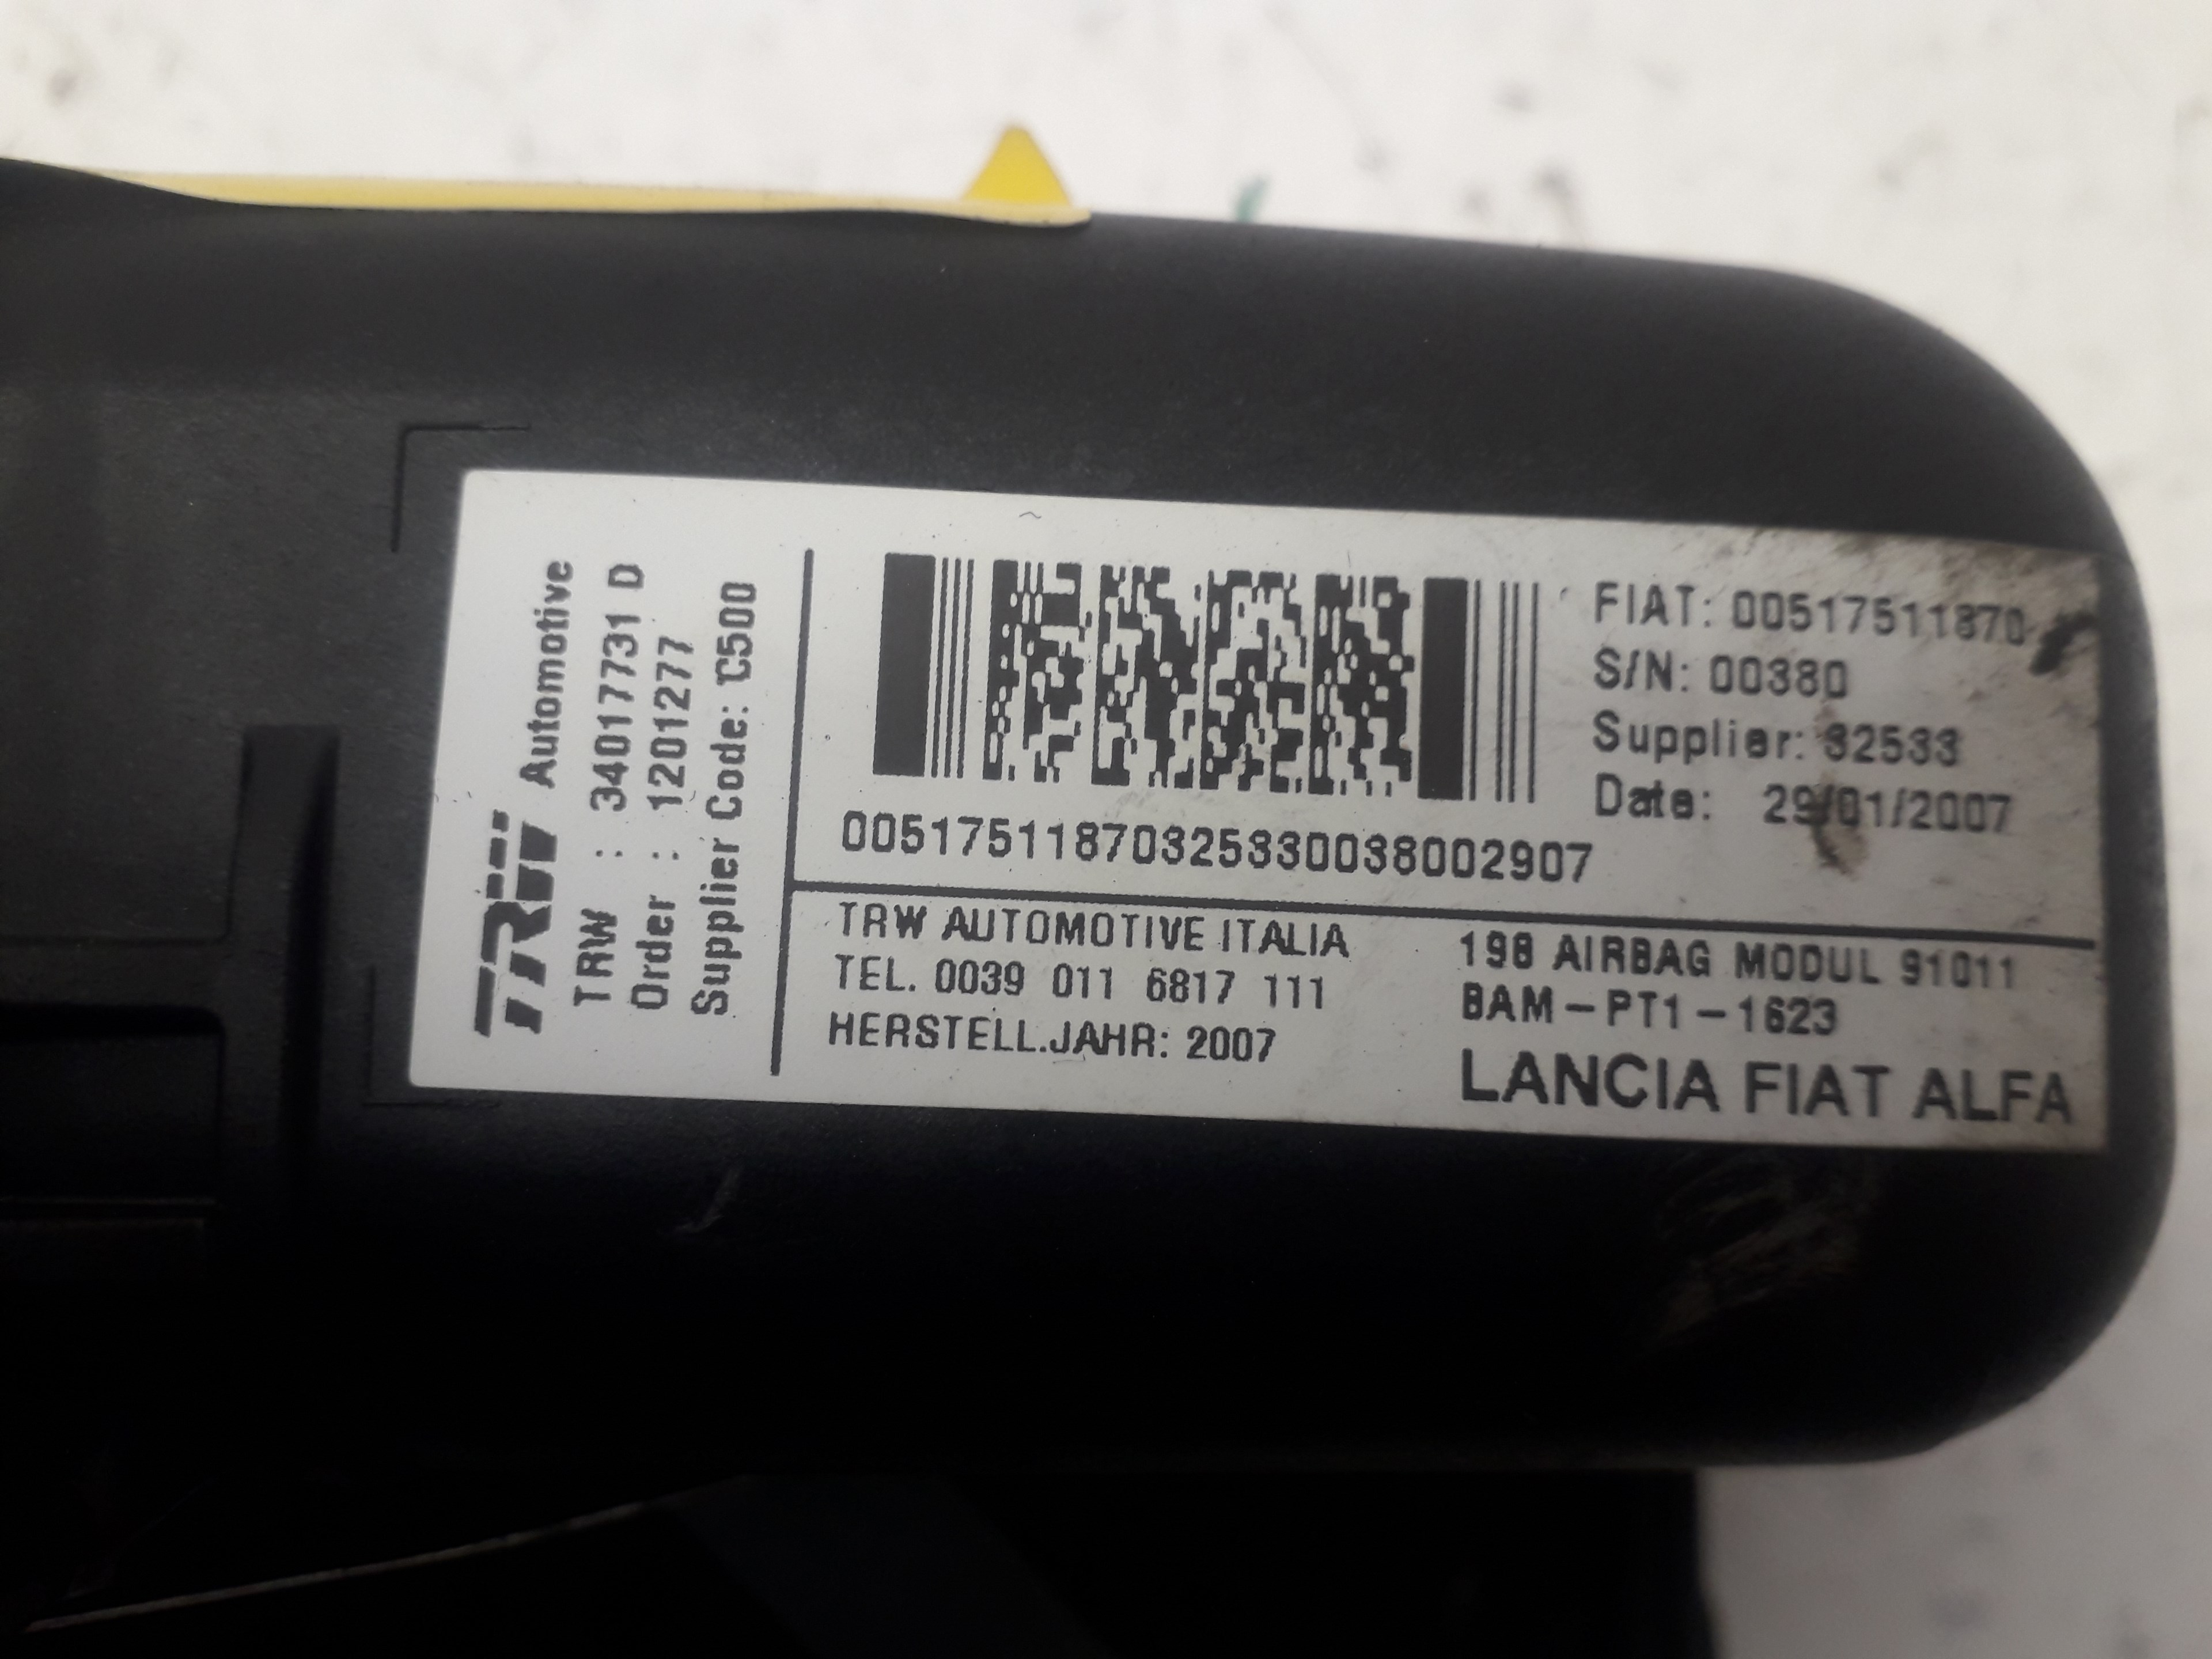 TRW Automotive
TRW : 34017731 D
Order : 1201277
Supplier Code: C500
FIAT: 00517511870
S/N: 00380
Supplier: 32533
Date: 29/01/2007
00517511870325330038002907
TRW AUTOMOTIVE ITALIA
TEL. 0039 011 6817 111
HERSTELL.JAHR: 2007
198 AIRBAG MODUL 91011
BAM-PT1-1623
LANCIA FIAT ALFA